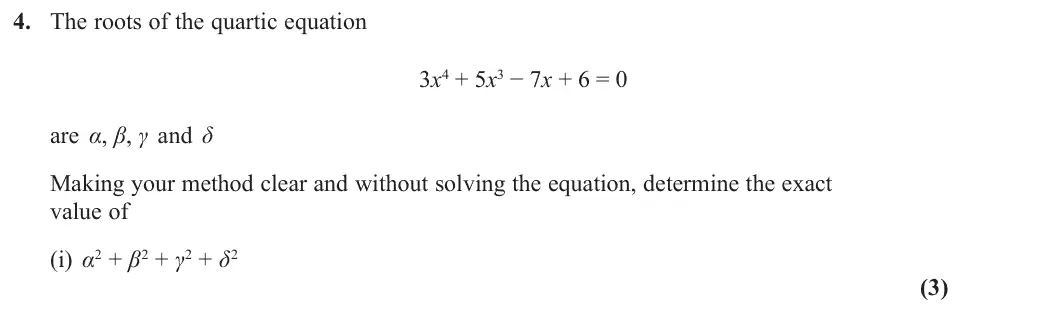 4. The roots of the quartic equation
3x⁴ + 5x³ − 7x + 6 = 0
are α, β, γ and δ
Making your method clear and without solving the equation, determine the exact
value of
(i) α² + β² + γ² + δ²
(3)